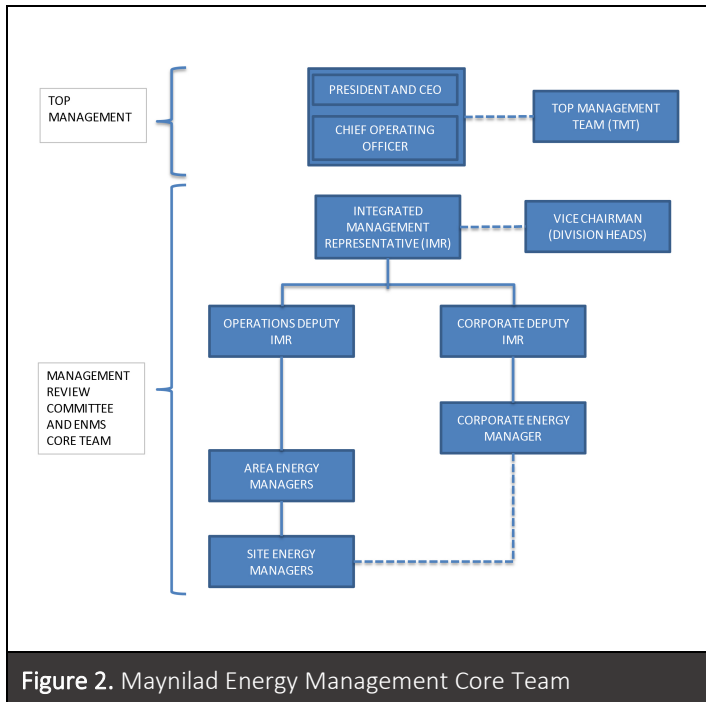 TOP
MANAGEMENT
PRESIDENT AND CEO
CHIEF OPERATING
OFFICER
TOP MANAGEMENT
TEAM (TMT)
INTEGRATED
MANAGEMENT
REPRESENTATIVE (IMR)
VICE CHAIRMAN
(DIVISION HEADS)
OPERATIONS DEPUTY
IMR
CORPORATE DEPUTY
IMR
MANAGEMENT
REVIEW
COMMITTEE
AND ENMS
CORE TEAM
CORPORATE ENERGY
MANAGER
AREA ENERGY
MANAGERS
SITE ENERGY
MANAGERS
Figure 2. Maynilad Energy Management Core Team